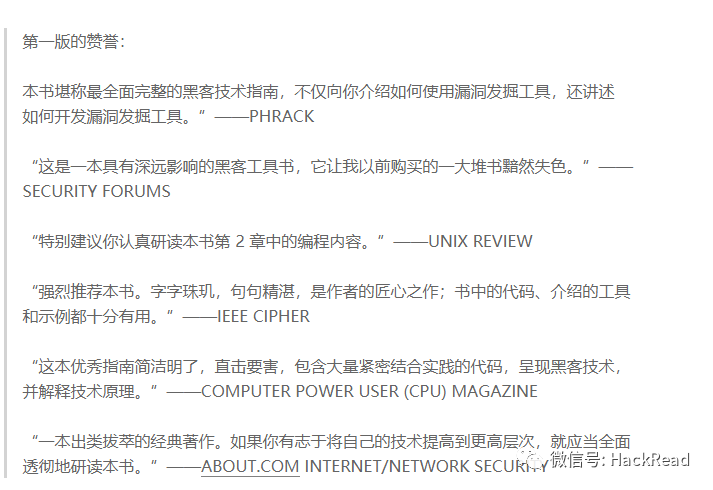 第一版的赞誉：
本书堪称最全面完整的黑客技术指南，不仅向你介绍如何使用漏洞发掘工具，还讲述
如何开发漏洞发掘工具。”——PHRACK
“这是一本具有深远影响的黑客工具书，它让我以前购买的一大堆书黯然失色。”——
SECURITY FORUMS
“特别建议你认真研读本书第 2 章中的编程内容。”——UNIX REVIEW
“强烈推荐本书。字字珠玑，句句精湛，是作者的匠心之作；书中的代码、介绍的工具
和示例都十分有用。”——IEEE CIPHER
“这本优秀指南简洁明了，直击要害，包含大量紧密结合实践的代码，呈现黑客技术，
并解释技术原理。”——COMPUTER POWER USER (CPU) MAGAZINE
“一本出类拔萃的经典著作。如果你有志于将自己的技术提高到更高层次，就应当全面
透彻地研读本书。”——ABOUT.COM INTERNET/NETWORK SECURITY
微信号: HackRead